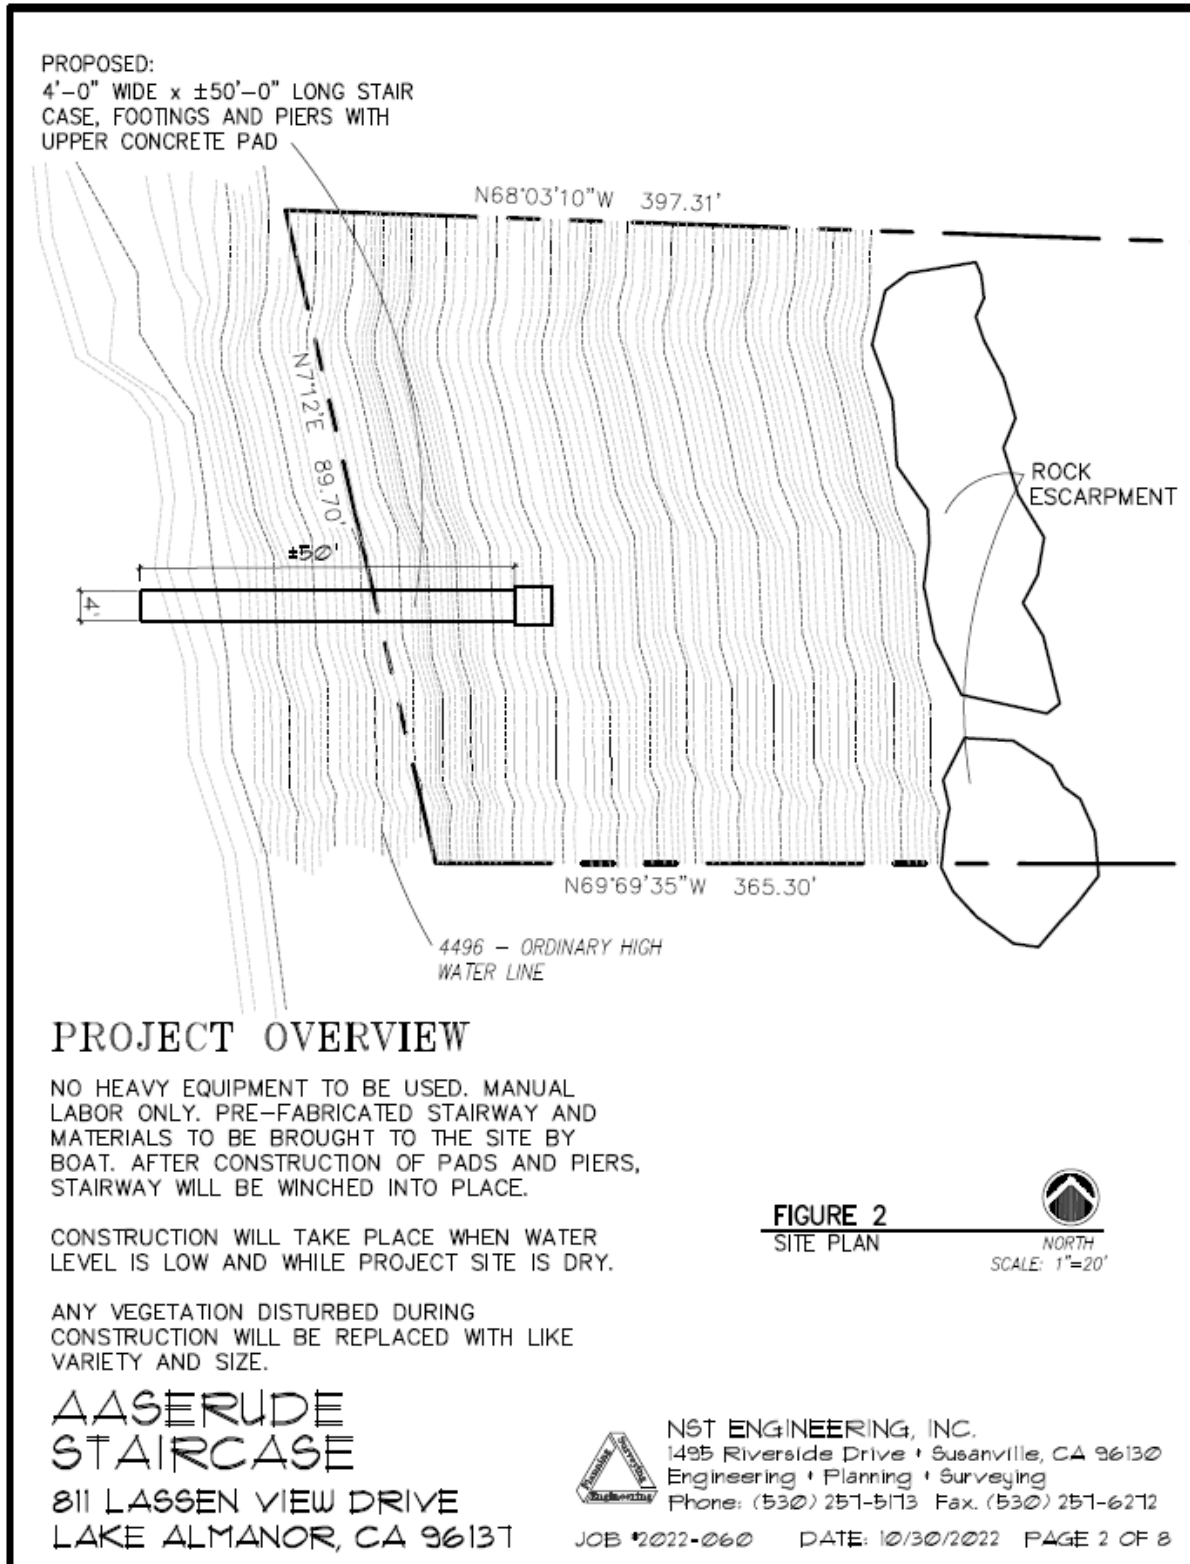 PROPOSED:
4'-0" WIDE x ±50'-0" LONG STAIR
CASE, FOOTINGS AND PIERS WITH
UPPER CONCRETE PAD
N68°03'10"W 397.31'
N7°12'E 89.70'
ROCK
ESCARPMENT
±50'
4'
N69°69'35"W 365.30'
4496 - ORDINARY HIGH
WATER LINE
PROJECT OVERVIEW
NO HEAVY EQUIPMENT TO BE USED. MANUAL
LABOR ONLY. PRE-FABRICATED STAIRWAY AND
MATERIALS TO BE BROUGHT TO THE SITE BY
BOAT. AFTER CONSTRUCTION OF PADS AND PIERS,
STAIRWAY WILL BE WINCHED INTO PLACE.
CONSTRUCTION WILL TAKE PLACE WHEN WATER
LEVEL IS LOW AND WHILE PROJECT SITE IS DRY.
ANY VEGETATION DISTURBED DURING
CONSTRUCTION WILL BE REPLACED WITH LIKE
VARIETY AND SIZE.
FIGURE 2
SITE PLAN
NORTH
SCALE: 1"=20'
AASERUDE
STAIRCASE
811 LASSEN VIEW DRIVE
LAKE ALMANOR, CA 96137
Planning
Surveying
Engineering
NST ENGINEERING, INC.
1495 Riverside Drive • Susanville, CA 96130
Engineering • Planning • Surveying
Phone: (530) 257-5173 Fax. (530) 257-6272
JOB #2022-060 DATE: 10/30/2022 PAGE 2 OF 8